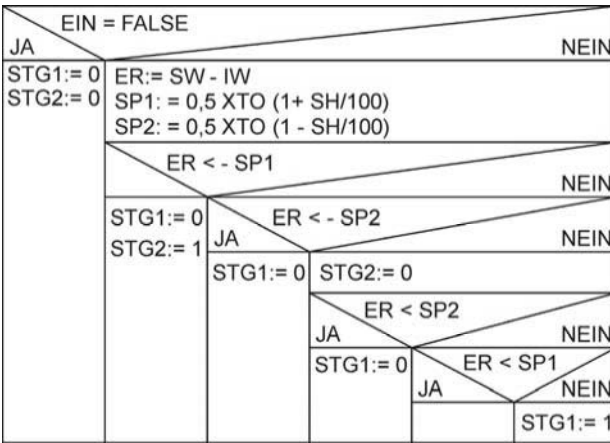 EIN = FALSE
JA
NEIN
STG1:= 0
STG2:= 0
ER:= SW - IW
SP1: = 0,5 XTO (1+ SH/100)
SP2: = 0,5 XTO (1 - SH/100)
ER < - SP1
NEIN
STG1:= 0
STG2:= 1
ER < - SP2
JA
NEIN
STG1:= 0
STG2:= 0
ER < SP2
JA
NEIN
STG1:= 0
ER < SP1
JA
NEIN
STG1:= 1